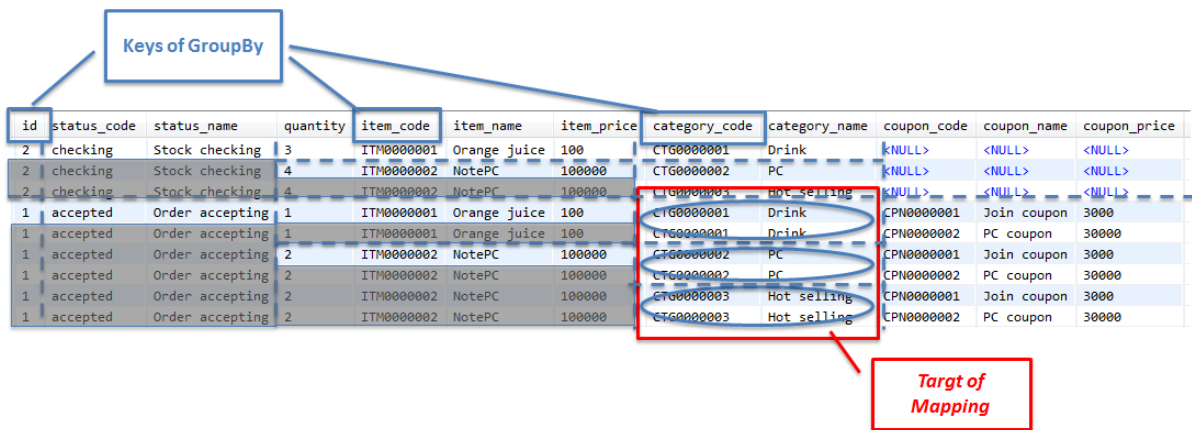 Keys of GroupBy
id status_code status_name quantity item_code item_name item_price category_code category_name coupon_code coupon_name coupon_price
2 checking Stock checking 3 ITM0000001 Orange juice 100 CTG0000001 Drink <NULL> <NULL> <NULL>
2 checking Stock checking 4 ITM0000002 NotePC 100000 CTG0000002 PC <NULL> <NULL> <NULL>
2 checking Stock checking 4 ITM0000002 NotePC 100000 CTG0000003 Hot selling <NULL> <NULL> <NULL>
1 accepted Order accepting 1 ITM0000001 Orange juice 100 CTG0000001 Drink CPN0000001 Join coupon 3000
1 accepted Order accepting 1 ITM0000001 Orange juice 100 CTG0000001 Drink CPN0000002 PC coupon 30000
1 accepted Order accepting 2 ITM0000002 NotePC 100000 CTG0000002 PC CPN0000001 Join coupon 3000
1 accepted Order accepting 2 ITM0000002 NotePC 100000 CTG0000002 PC CPN0000002 PC coupon 30000
1 accepted Order accepting 2 ITM0000002 NotePC 100000 CTG0000003 Hot selling CPN0000001 Join coupon 3000
1 accepted Order accepting 2 ITM0000002 NotePC 100000 CTG0000003 Hot selling CPN0000002 PC coupon 30000
Targt of
Mapping